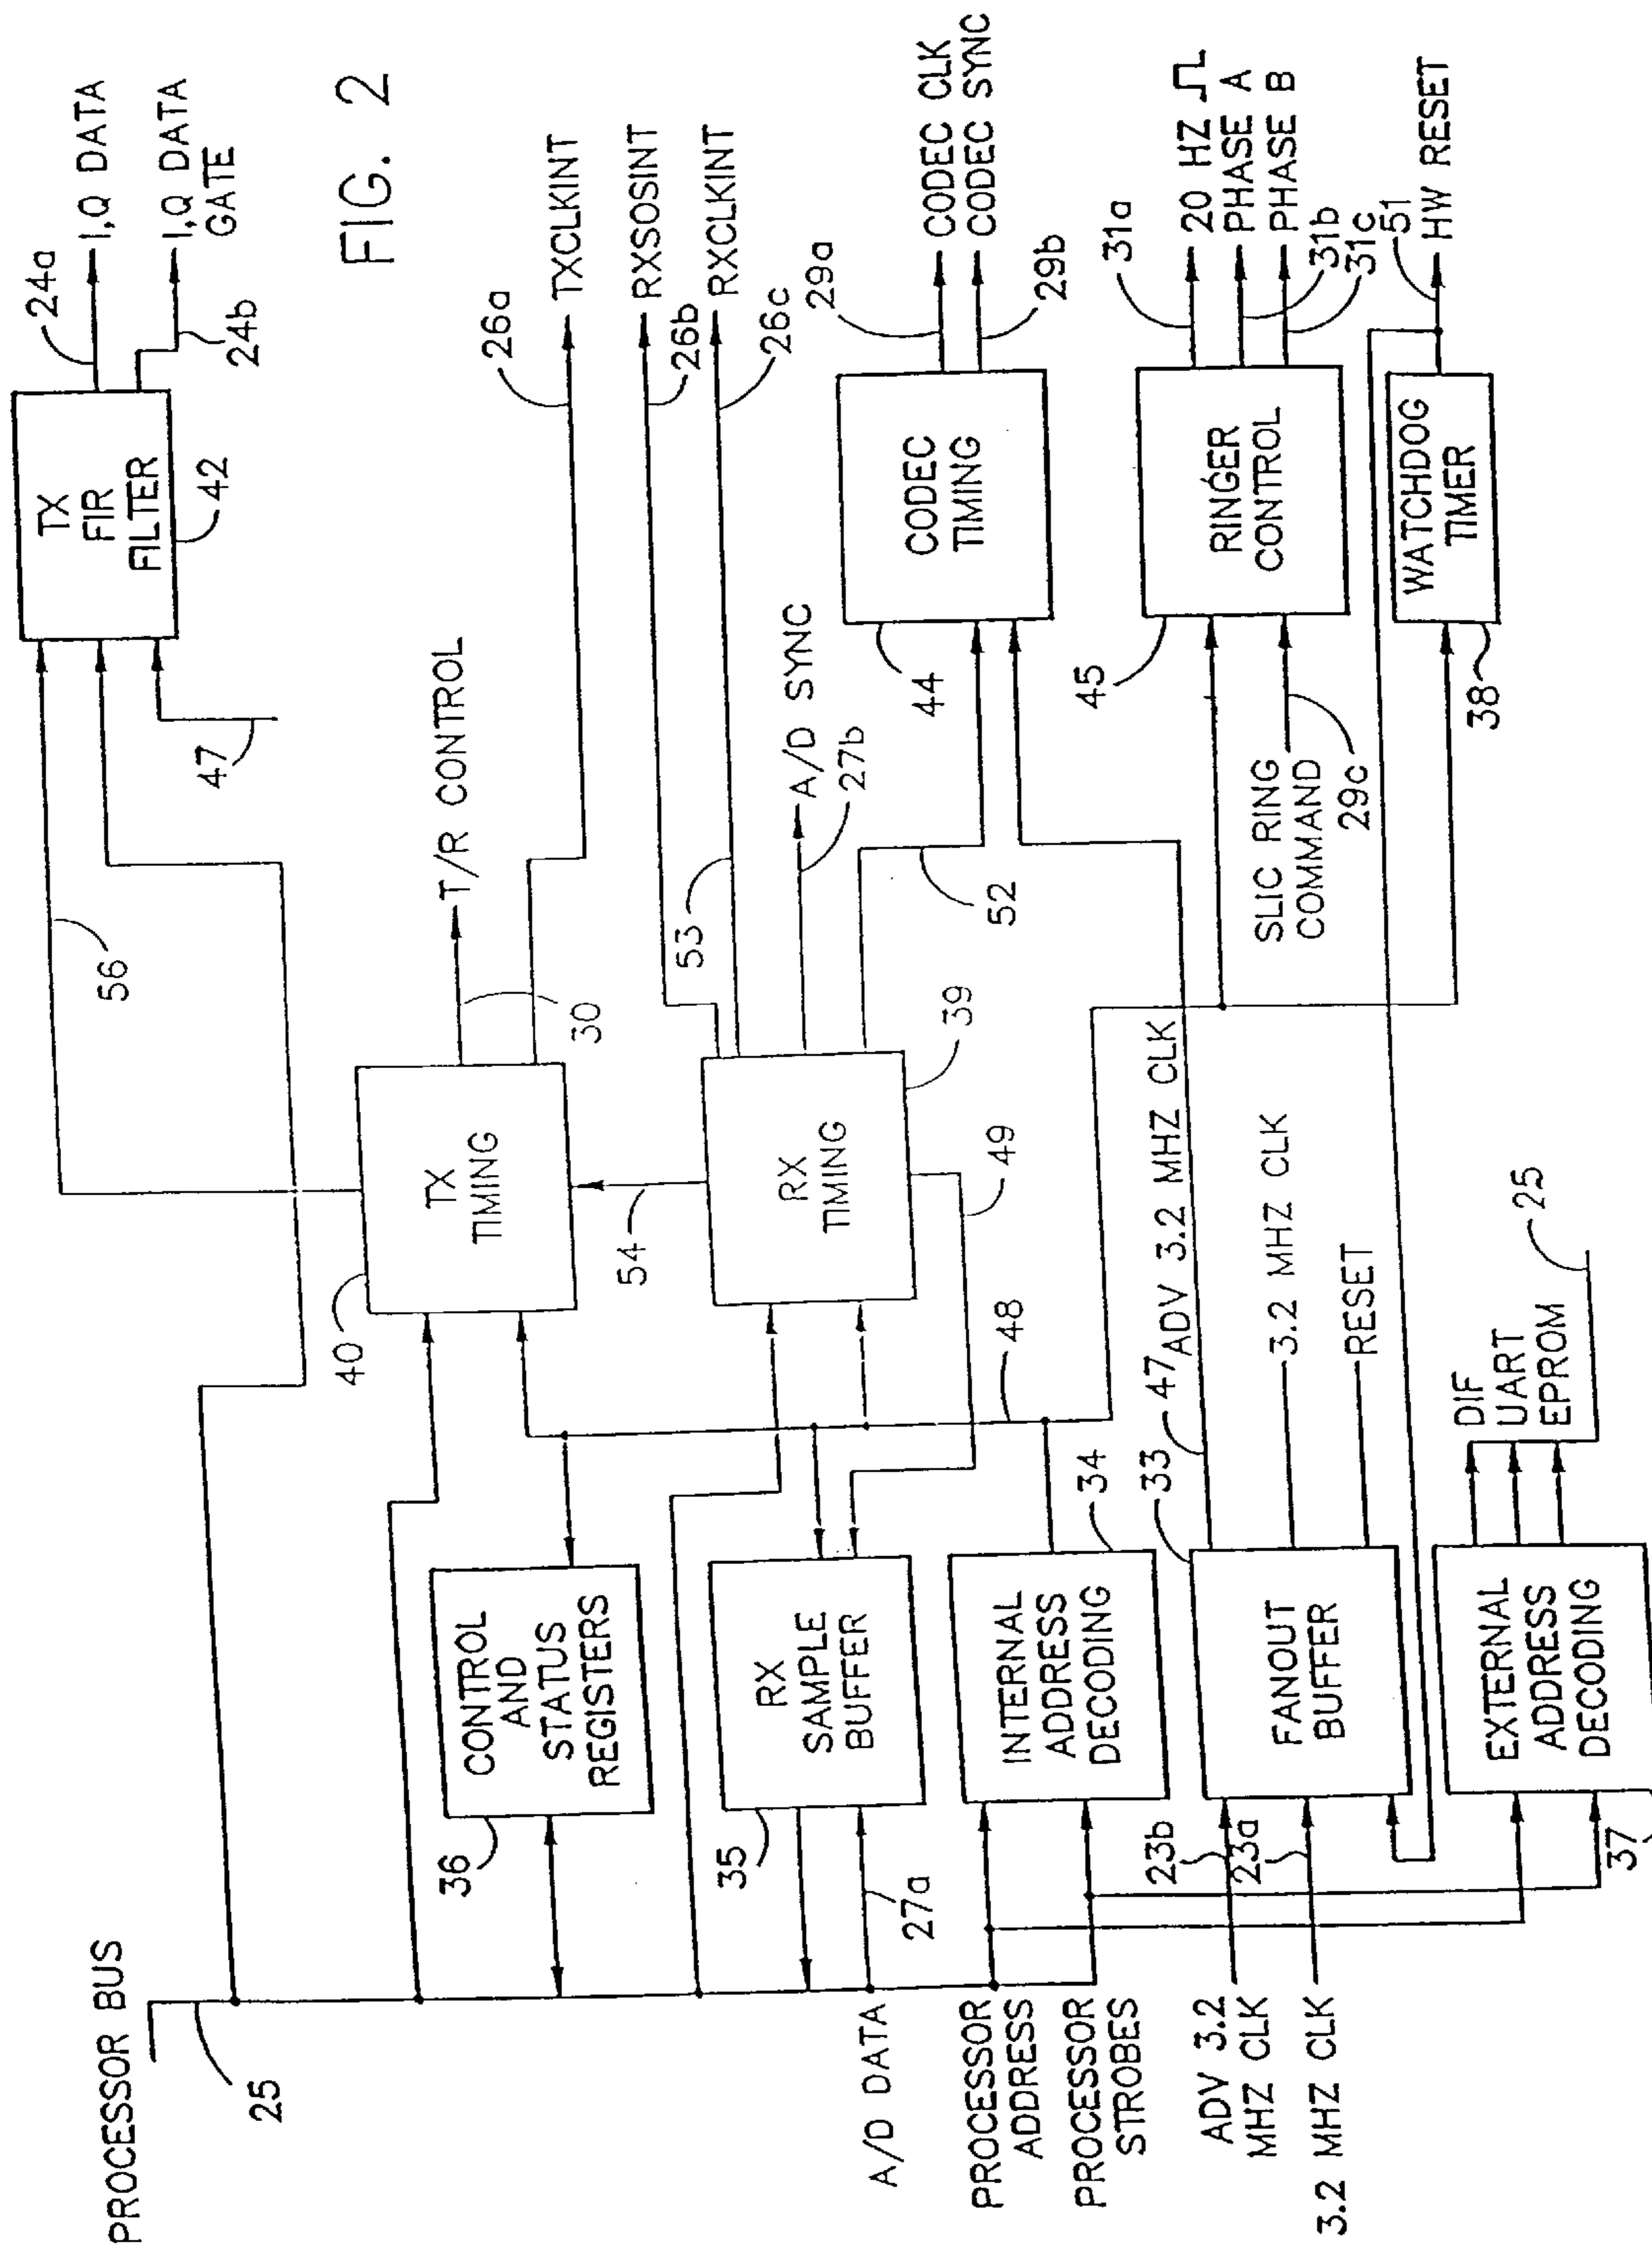 FIG. 2
PROCESSOR BUS
25
A/D DATA
PROCESSOR
ADDRESS
PROCESSOR
STROBES
ADV 3.2
MHZ CLK
3.2 MHZ CLK
36
CONTROL
AND
STATUS
REGISTERS
35
RX
SAMPLE
BUFFER
27a
INTERNAL
ADDRESS
DECODING
34
23b
23a
FANOUT
BUFFER
33
EXTERNAL
ADDRESS
DECODING
37
DIF
UART
EPROM
25
47
ADV 3.2 MHZ CLK
3.2 MHZ CLK
RESET
48
49
40
TX
TIMING
54
RX
TIMING
39
56
30
T/R CONTROL
53
A/D SYNC
27b
52
47
TX
FIR
FILTER
42
24a
I,Q DATA
24b
I,Q DATA
GATE
26a
TXCLKINT
26b
RXSOSINT
26c
RXCLKINT
44
CODEC
TIMING
29a
CODEC CLK
CODEC SYNC
29b
45
RINGER
CONTROL
SLIC RING
COMMAND
29c
31a
20 HZ
PHASE A
31b
PHASE B
31c
38
WATCHDOG
TIMER
51
HW RESET